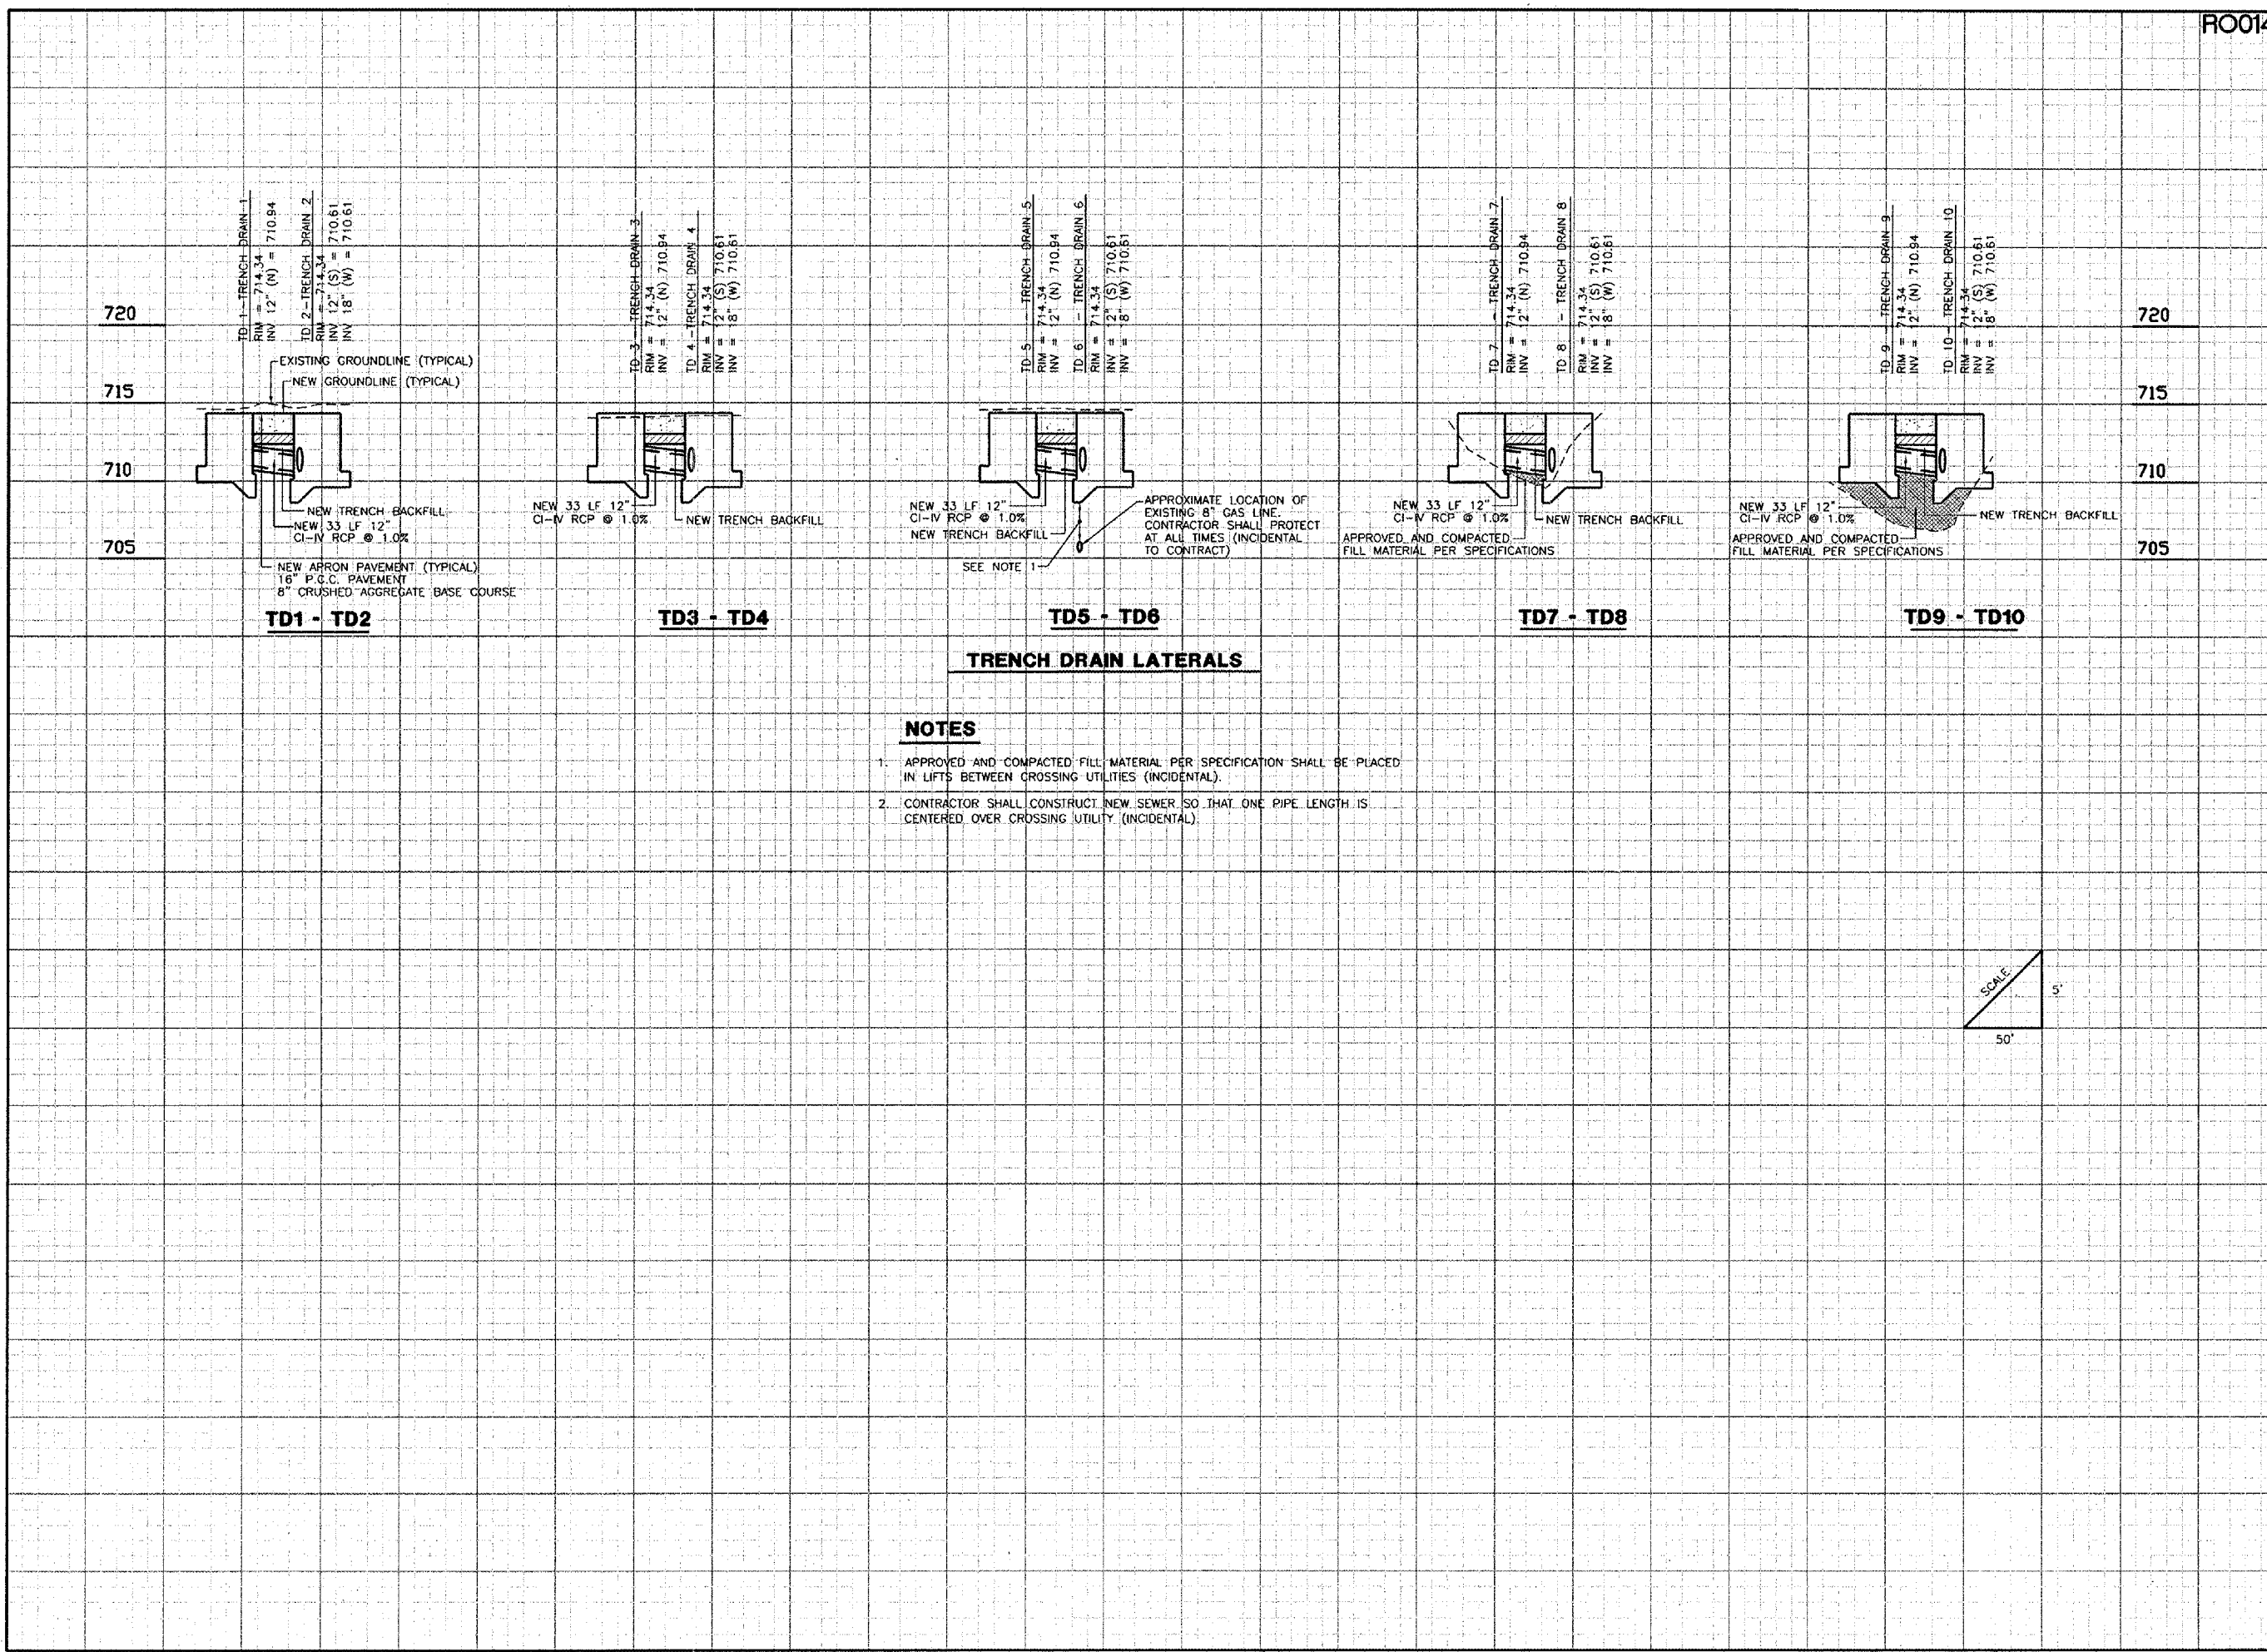 RO014
TD 1 - TRENCH DRAIN 1
RIM = 714.34
INV 12" (N) = 710.94
TD 2 - TRENCH DRAIN 2
RIM = 714.34
INV 12" (S) = 710.61
INV 18" (W) = 710.61
TD 3 - TRENCH DRAIN 3
RIM = 714.34
INV = 12" (N) 710.94
TD 4 - TRENCH DRAIN 4
RIM = 714.34
INV = 12" (S) 710.61
INV = 18" (W) 710.61
TD 5 - TRENCH DRAIN 5
RIM = 714.34
INV = 12" (N) 710.94
TD 6 - TRENCH DRAIN 6
RIM = 714.34
INV = 12" (S) 710.61
INV = 18" (W) 710.61
TD 7 - TRENCH DRAIN 7
RIM = 714.34
INV = 12" (N) 710.94
TD 8 - TRENCH DRAIN 8
RIM = 714.34
INV = 12" (S) 710.61
INV = 18" (W) 710.61
TD 9 - TRENCH DRAIN 9
RIM = 714.34
INV = 12" (N) 710.94
TD 10 - TRENCH DRAIN 10
RIM = 714.34
INV = 12" (S) 710.61
INV = 18" (W) 710.61
720
715
710
705
720
715
710
705
EXISTING GROUNDLINE (TYPICAL)
NEW GROUNDLINE (TYPICAL)
NEW TRENCH BACKFILL
NEW 33 LF 12"
CI-IV RCP @ 1.0%
NEW APRON PAVEMENT (TYPICAL)
16" P.C.C. PAVEMENT
8" CRUSHED AGGREGATE BASE COURSE
TD1 - TD2
NEW 33 LF 12"
CI-IV RCP @ 1.0%
NEW TRENCH BACKFILL
TD3 - TD4
NEW 33 LF 12"
CI-IV RCP @ 1.0%
NEW TRENCH BACKFILL
SEE NOTE 1
APPROXIMATE LOCATION OF
EXISTING 8" GAS LINE.
CONTRACTOR SHALL PROTECT
AT ALL TIMES (INCIDENTAL
TO CONTRACT)
TD5 - TD6
NEW 33 LF 12"
CI-IV RCP @ 1.0%
NEW TRENCH BACKFILL
APPROVED AND COMPACTED
FILL MATERIAL PER SPECIFICATIONS
TD7 - TD8
NEW 33 LF 12"
CI-IV RCP @ 1.0%
NEW TRENCH BACKFILL
APPROVED AND COMPACTED
FILL MATERIAL PER SPECIFICATIONS
TD9 - TD10
TRENCH DRAIN LATERALS
NOTES
1. APPROVED AND COMPACTED FILL MATERIAL PER SPECIFICATION SHALL BE PLACED
IN LIFTS BETWEEN CROSSING UTILITIES (INCIDENTAL).
2. CONTRACTOR SHALL CONSTRUCT NEW SEWER SO THAT ONE PIPE LENGTH IS
CENTERED OVER CROSSING UTILITY (INCIDENTAL)
SCALE
5'
50'